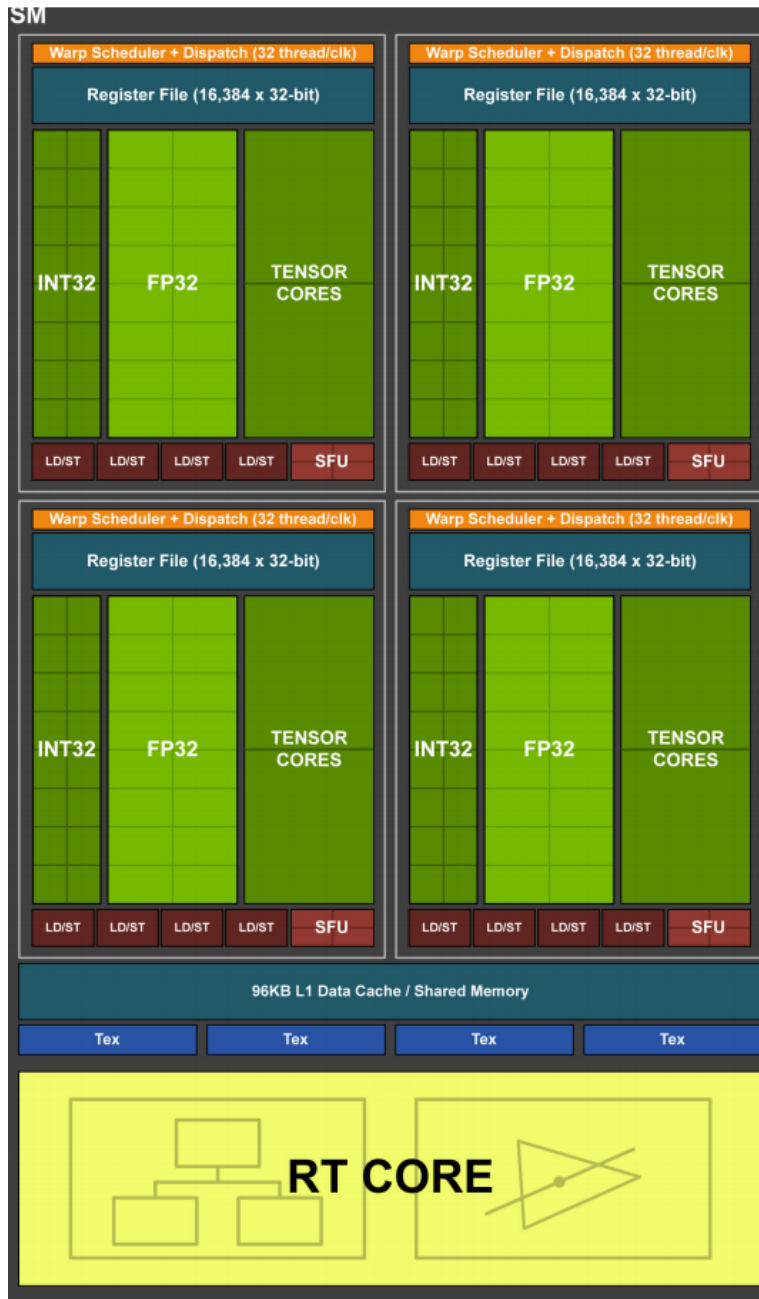 SM
Warp Scheduler + Dispatch (32 thread/clk)
Register File (16,384 x 32-bit)
INT32
FP32
TENSOR
CORES
LD/ST
LD/ST
LD/ST
LD/ST
SFU
Warp Scheduler + Dispatch (32 thread/clk)
Register File (16,384 x 32-bit)
INT32
FP32
TENSOR
CORES
LD/ST
LD/ST
LD/ST
LD/ST
SFU
Warp Scheduler + Dispatch (32 thread/clk)
Register File (16,384 x 32-bit)
INT32
FP32
TENSOR
CORES
LD/ST
LD/ST
LD/ST
LD/ST
SFU
Warp Scheduler + Dispatch (32 thread/clk)
Register File (16,384 x 32-bit)
INT32
FP32
TENSOR
CORES
LD/ST
LD/ST
LD/ST
LD/ST
SFU
96KB L1 Data Cache / Shared Memory
Tex
Tex
Tex
Tex
RT CORE